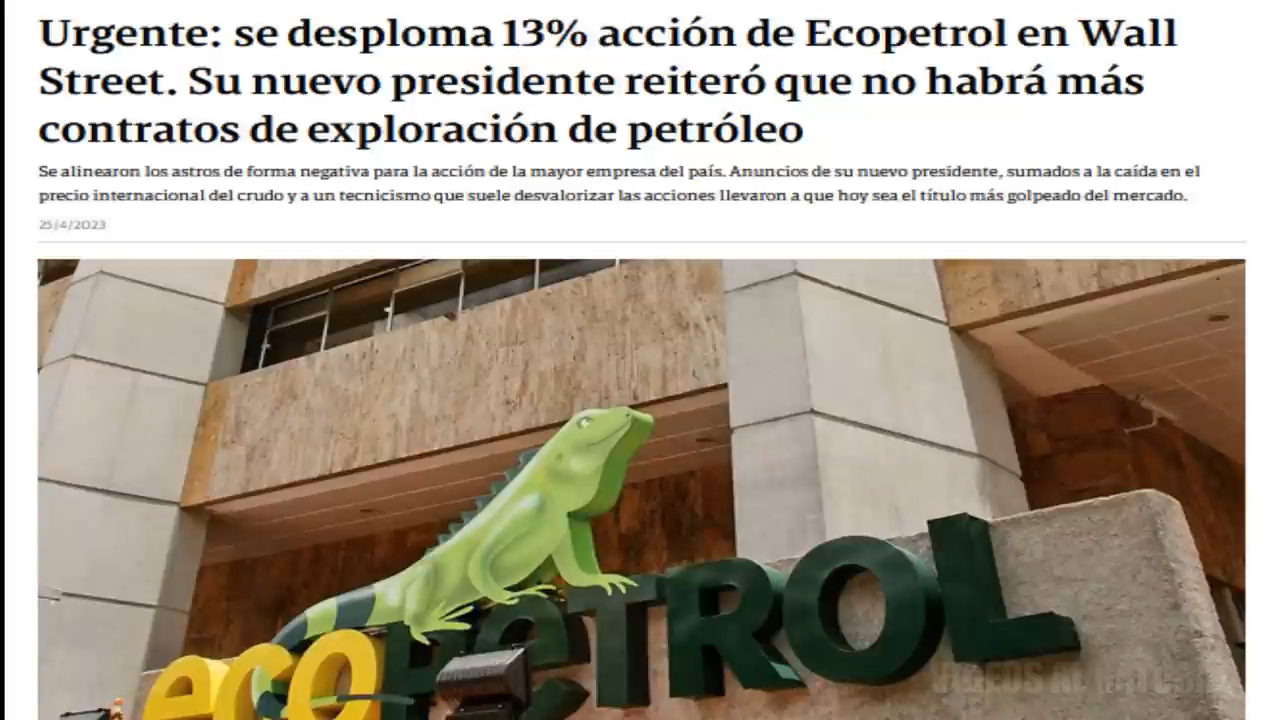 Urgente: se desploma 13% acción de Ecopetrol en Wall
Street. Su nuevo presidente reiteró que no habrá más
contratos de exploración de petróleo
Se alinearon los astros de forma negativa para la acción de la mayor empresa del país. Anuncios de su nuevo presidente, sumados a la caída en el
precio internacional del crudo y a un tecnicismo que suele desvalorizar las acciones llevaron a que hoy sea el título más golpeado del mercado.
25/4/2023
ecoPeTROL